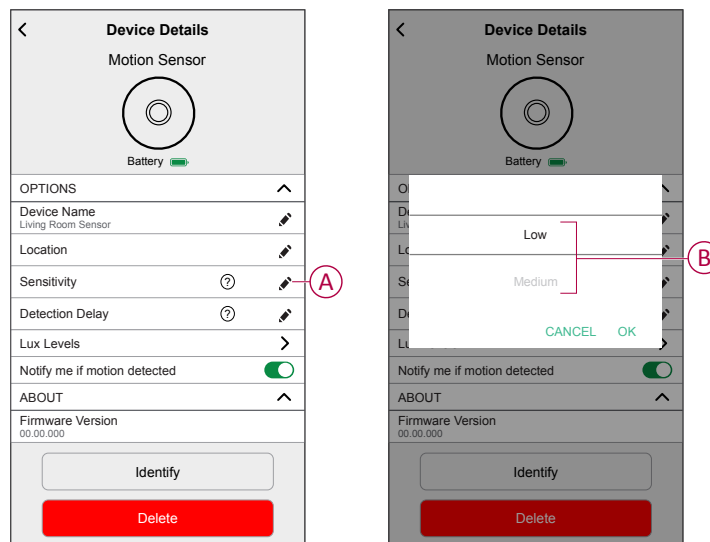 Device Details
Motion Sensor
Battery
OPTIONS
Device Name
Living Room Sensor
Location
Sensitivity ?
A
Detection Delay ?
Lux Levels
Notify me if motion detected
ABOUT
Firmware Version
00.00.000
Identify
Delete
Device Details
Motion Sensor
Battery
Low
Medium
B
CANCEL OK
Notify me if motion detected
ABOUT
Firmware Version
00.00.000
Identify
Delete